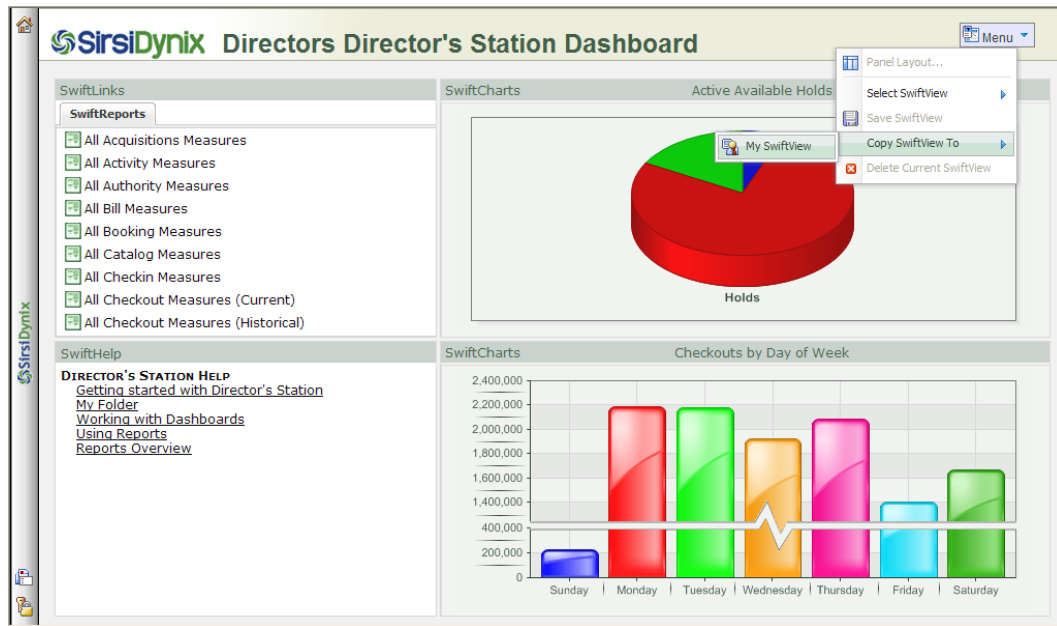 SirsiDynix Directors Director's Station Dashboard
Menu
Panel Layout...
Select SwiftView
Save SwiftView
Copy SwiftView To
My SwiftView
Delete Current SwiftView
SwiftLinks
SwiftReports
All Acquisitions Measures
All Activity Measures
All Authority Measures
All Bill Measures
All Booking Measures
All Catalog Measures
All Checkin Measures
All Checkout Measures (Current)
All Checkout Measures (Historical)
SwiftCharts Active Available Holds
Holds
SwiftHelp
DIRECTOR'S STATION HELP
Getting started with Director's Station
My Folder
Working with Dashboards
Using Reports
Reports Overview
SwiftCharts Checkouts by Day of Week
2,400,000
2,200,000
2,000,000
1,800,000
1,600,000
1,400,000
400,000
200,000
0
Sunday Monday Tuesday Wednesday Thursday Friday Saturday
SirsiDynix